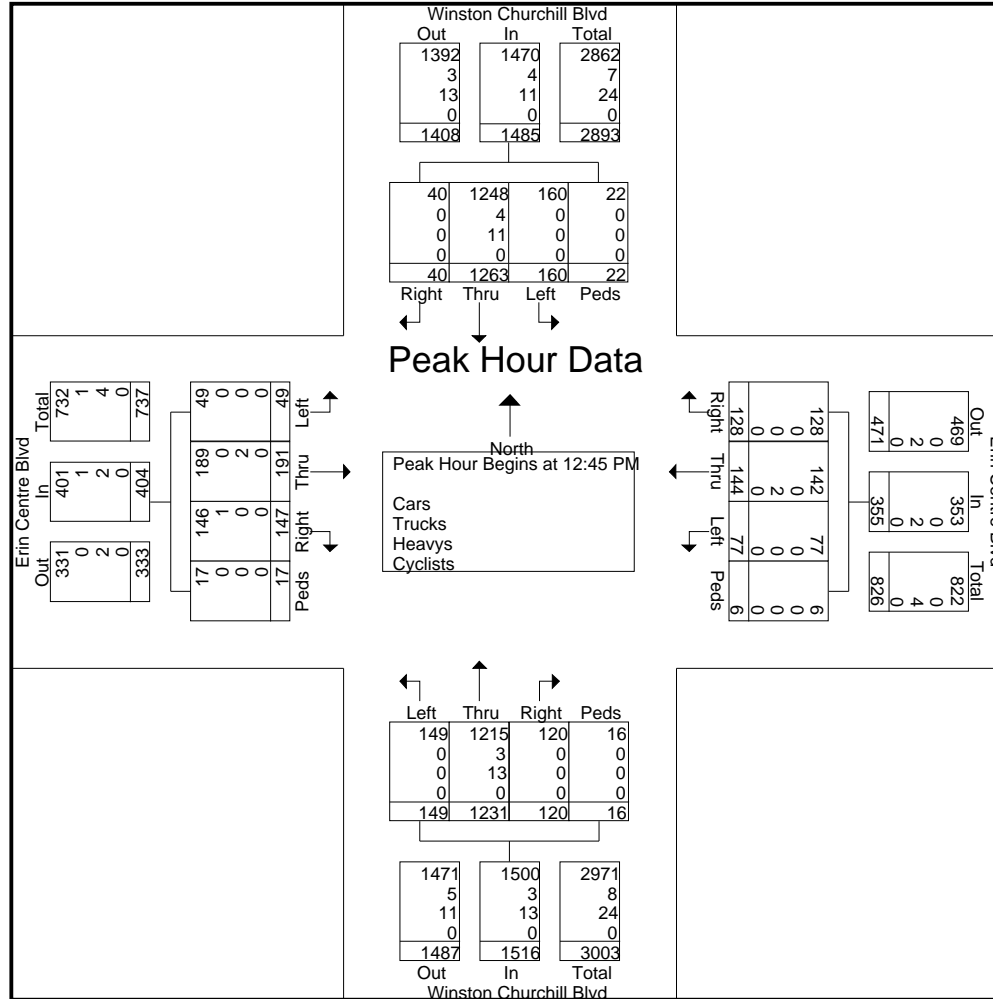 Winston Churchill Blvd
Out In Total
1392 1470 2862
3 4 7
13 11 24
0 0 0
1408 1485 2893
40 1248 160 22
0 4 0 0
0 11 0 0
0 0 0 0
40 1263 160 22
Right Thru Left Peds
Peak Hour Data
Erin Centre Blvd
Total
732 1 4 0 737
In
401 1 2 0 404
Out
331 0 2 0 333
49 0 0 0 49
Left
189 0 2 0 191
Thru
146 1 0 0 147
Right
17 0 0 0 17
Peds
North
Peak Hour Begins at 12:45 PM
Cars
Trucks
Heavys
Cyclists
Right
128 0 0 0 128
Thru
142 0 2 0 144
Left
77 0 0 0 77
Peds
6 0 0 0 6
Out
469 0 2 0 471
In
353 0 2 0 355
Total
822 0 4 0 826
Left Thru Right Peds
149 1215 120 16
0 3 0 0
0 13 0 0
0 0 0 0
149 1231 120 16
1471 1500 2971
5 3 8
11 13 24
0 0 0
1487 1516 3003
Out In Total
Winston Churchill Blvd